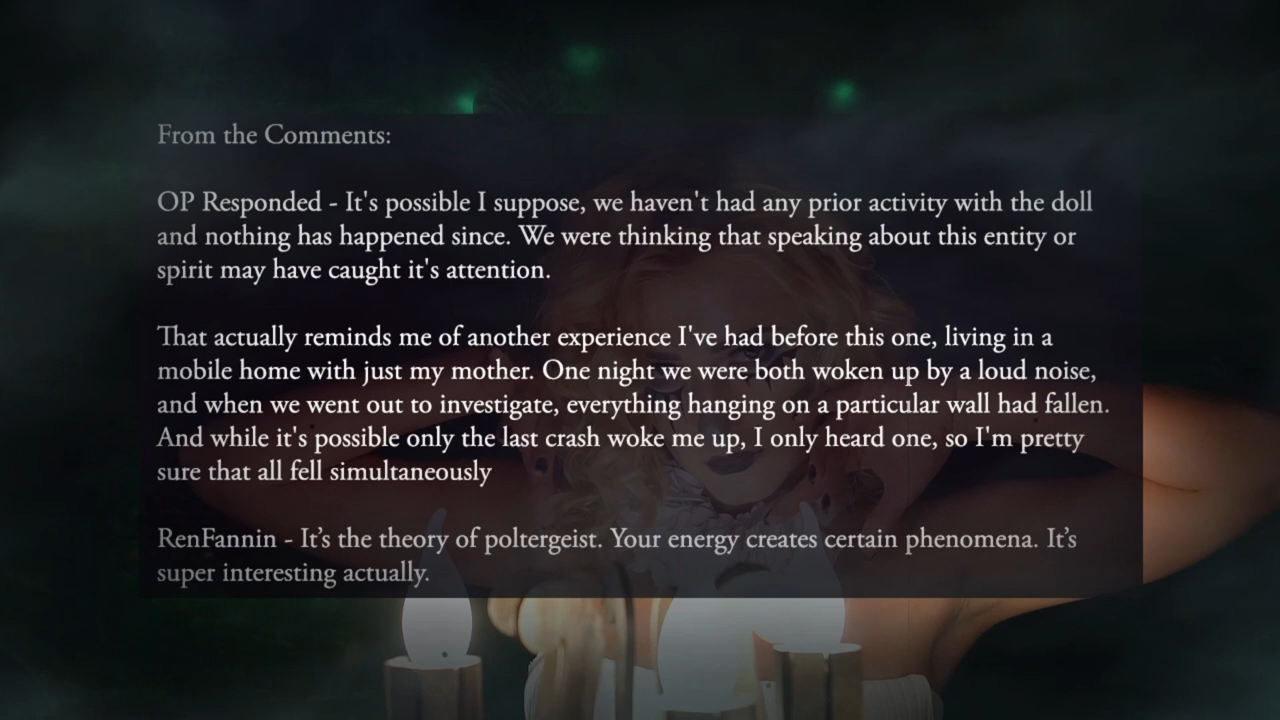 From the Comments:
OP Responded - It's possible I suppose, we haven't had any prior activity with the doll
and nothing has happened since. We were thinking that speaking about this entity or
spirit may have caught it's attention.
That actually reminds me of another experience I've had before this one, living in a
mobile home with just my mother. One night we were both woken up by a loud noise,
and when we went out to investigate, everything hanging on a particular wall had fallen.
And while it's possible only the last crash woke me up, I only heard one, so I'm pretty
sure that all fell simultaneously
RenFannin - It’s the theory of poltergeist. Your energy creates certain phenomena. It’s
super interesting actually.